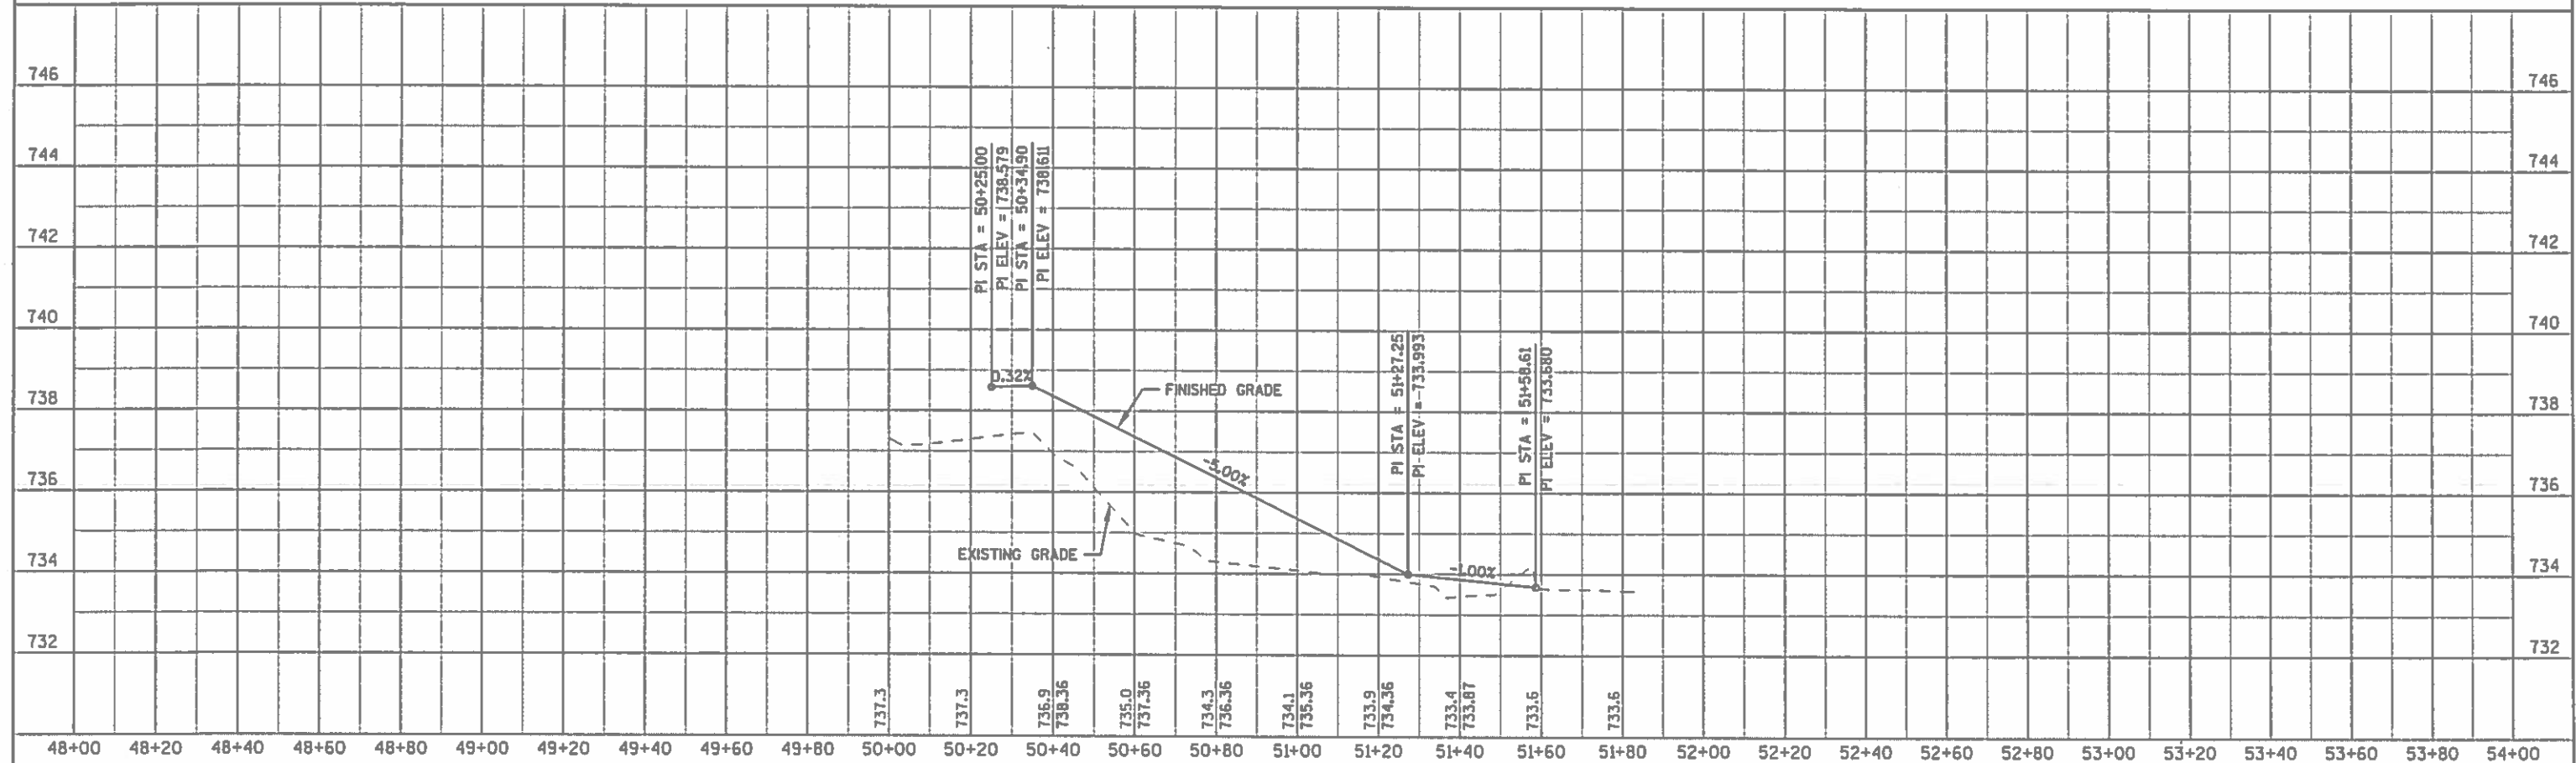 746 746
744 744
742 742
740 740
738 738
736 736
734 734
732 732
PI STA = 50+25.00
PI ELEV = 738.579
PI STA = 50+34.90
PI ELEV = 738.611
PI STA = 51+27.25
PI ELEV = 733.993
PI STA = 51+58.61
PI ELEV = 733.680
0.32%
FINISHED GRADE
-5.00%
EXISTING GRADE
-1.00%
737.3
737.3
736.9
738.36
735.0
737.36
734.3
736.36
734.1
735.36
733.9
734.36
733.4
733.87
733.6
733.6
48+00 48+20 48+40 48+60 48+80 49+00 49+20 49+40 49+60 49+80 50+00 50+20 50+40 50+60 50+80 51+00 51+20 51+40 51+60 51+80 52+00 52+20 52+40 52+60 52+80 53+00 53+20 53+40 53+60 53+80 54+00